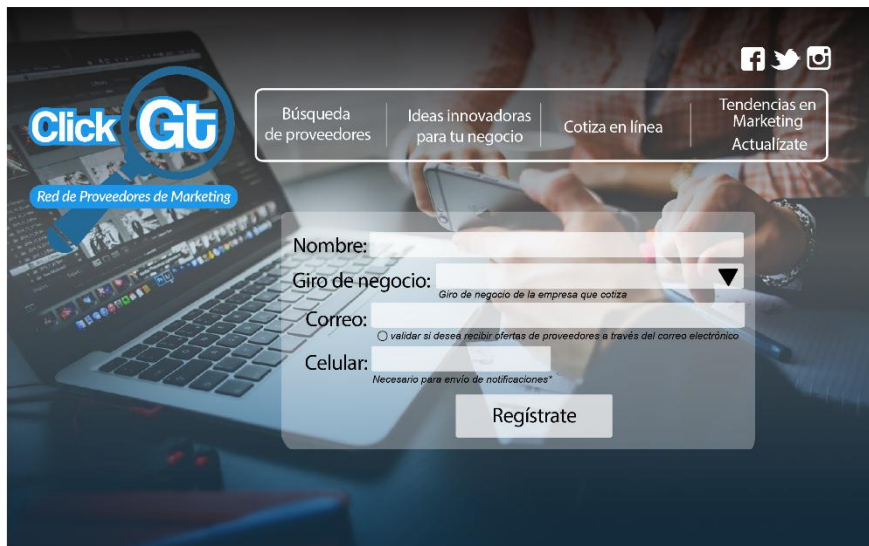 Click Gt
Red de Proveedores de Marketing
Búsqueda
de proveedores
Ideas innovadoras
para tu negocio
Cotiza en línea
Tendencias en
Marketing
Actualízate
Nombre:
Giro de negocio:
Giro de negocio de la empresa que cotiza
Correo:
validar si desea recibir ofertas de proveedores a través del correo electrónico
Celular:
Necesario para envío de notificaciones*
Regístrate